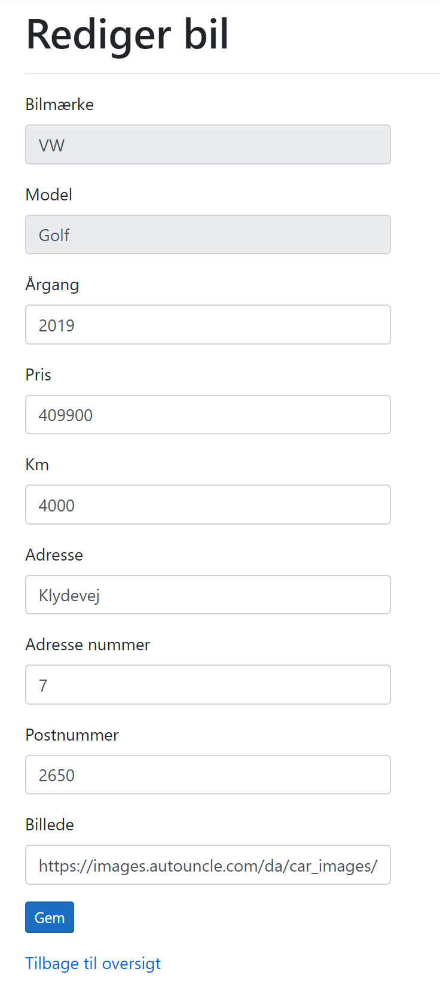 Rediger bil
Bilmærke
VW
Model
Golf
Årgang
2019
Pris
409900
Km
4000
Adresse
Klydevej
Adresse nummer
7
Postnummer
2650
Billede
https://images.autouncle.com/da/car_images/
Gem
Tilbage til oversigt